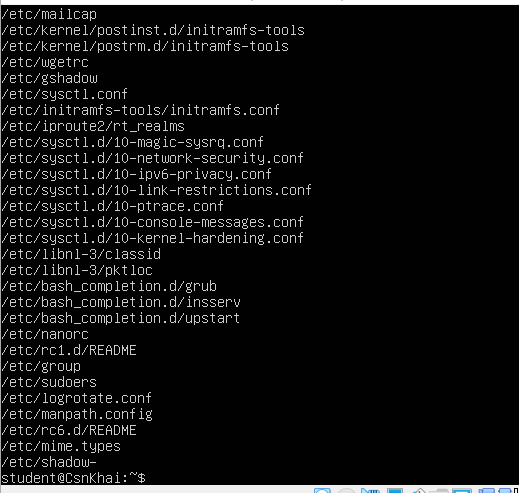 /etc/mailcap
/etc/kernel/postinst.d/initramfs-tools
/etc/kernel/postrm.d/initramfs-tools
/etc/wgetrc
/etc/gshadow
/etc/sysctl.conf
/etc/initramfs-tools/initramfs.conf
/etc/iproute2/rt_realms
/etc/sysctl.d/10-magic-sysrq.conf
/etc/sysctl.d/10-network-security.conf
/etc/sysctl.d/10-ipv6-privacy.conf
/etc/sysctl.d/10-link-restrictions.conf
/etc/sysctl.d/10-ptrace.conf
/etc/sysctl.d/10-console-messages.conf
/etc/sysctl.d/10-kernel-hardening.conf
/etc/libnl-3/classid
/etc/libnl-3/pktloc
/etc/bash_completion.d/grub
/etc/bash_completion.d/insserv
/etc/bash_completion.d/upstart
/etc/nanorc
/etc/rc1.d/README
/etc/group
/etc/sudoers
/etc/logrotate.conf
/etc/manpath.config
/etc/rc6.d/README
/etc/mime.types
/etc/shadow-
student@CsnKhai:~$